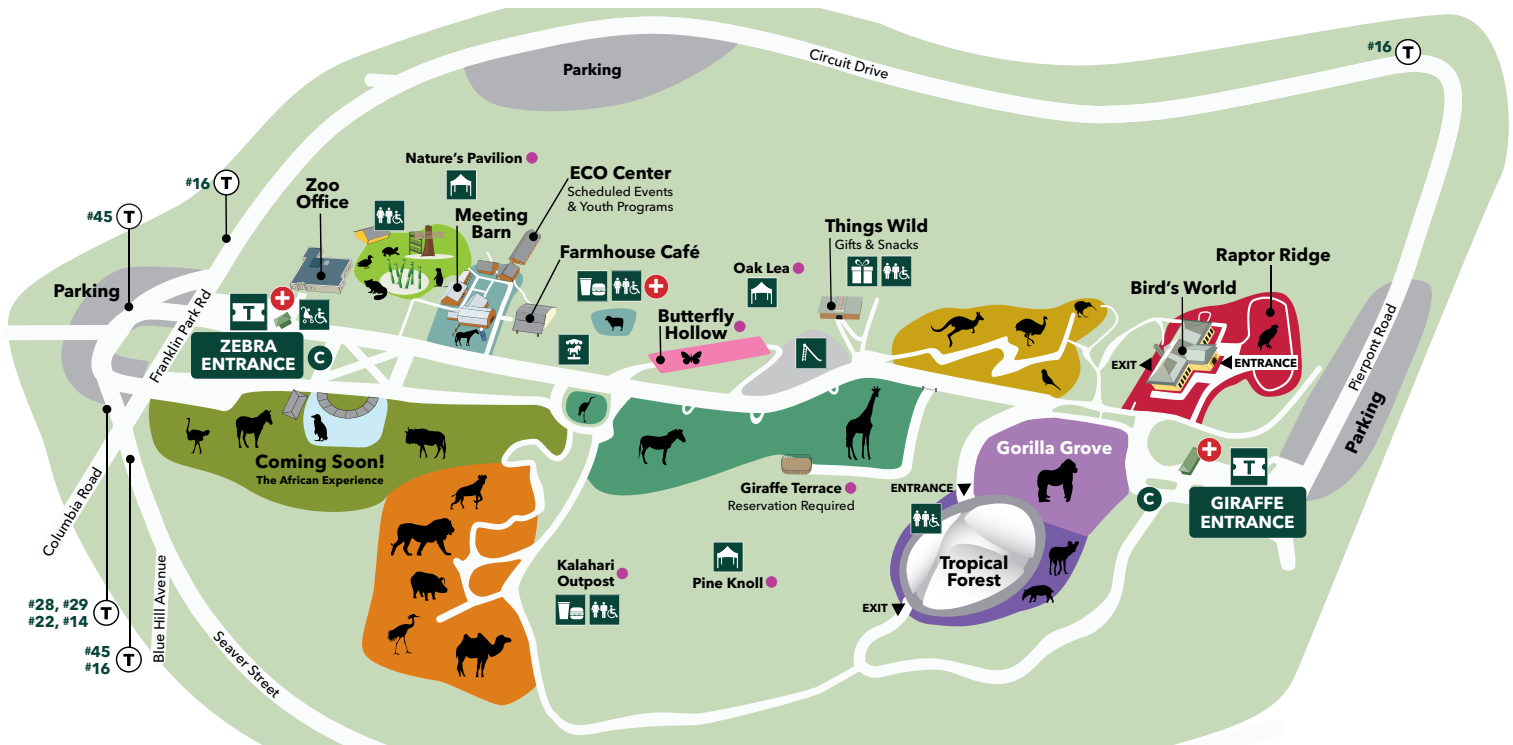 Parking
Circuit Drive
#16 T
Nature's Pavilion
ECO Center
Scheduled Events
& Youth Programs
#16 T
Zoo
Office
Meeting
Barn
#45 T
Things Wild
Gifts & Snacks
Farmhouse Café
Oak Lea
Raptor Ridge
Parking
Bird's World
Franklin Park Rd
T
Butterfly
Hollow
ZEBRA
ENTRANCE
C
EXIT
ENTRANCE
Pierpont Road
Parking
Coming Soon!
The African Experience
Gorilla Grove
Giraffe Terrace
Reservation Required
ENTRANCE
T
C
GIRAFFE
ENTRANCE
Columbia Road
Kalahari
Outpost
Pine Knoll
Tropical
Forest
EXIT
#28, #29
#22, #14
T
Blue Hill Avenue
Seaver Street
#45
#16
T